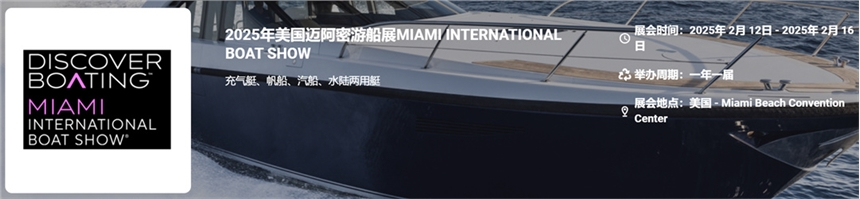 DISCOVER
BOATING™
MIAMI
INTERNATIONAL
BOAT SHOW®
2025年美国迈阿密游船展MIAMI INTERNATIONAL
BOAT SHOW
充气艇、帆船、汽船、水陆两用艇
展会时间：2025年 2月 12日 - 2025年 2月 16
日
举办周期：一年一届
展会地点：美国 - Miami Beach Convention
Center